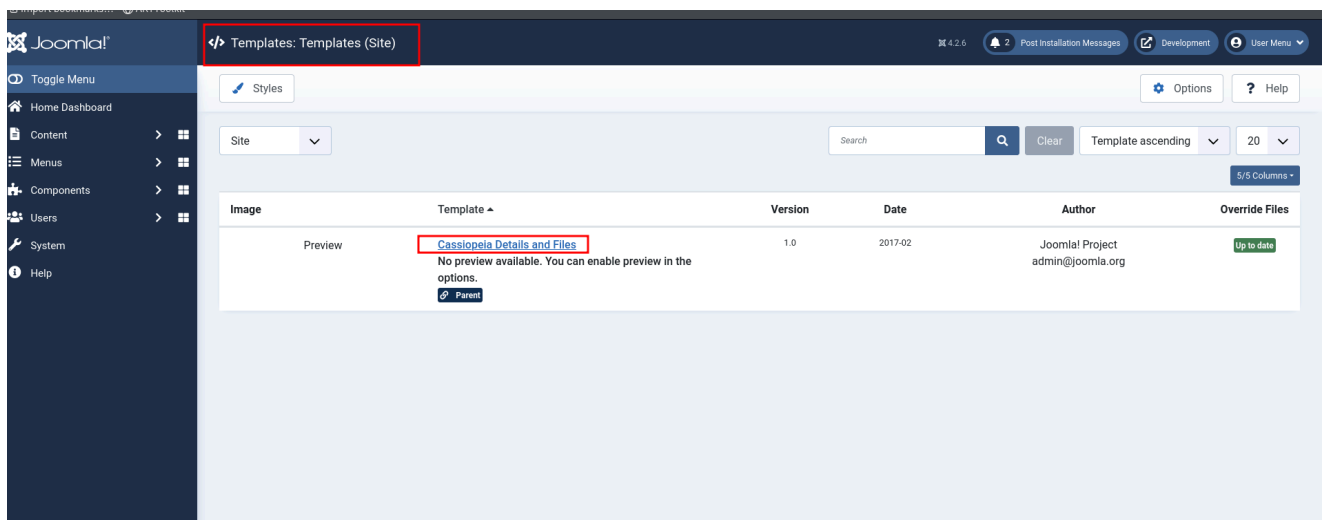 Import bookmarks...
Joomla!
Templates: Templates (Site)
4.2.6
2 Post Installation Messages
Development
User Menu
Toggle Menu
Styles
Options
? Help
Home Dashboard
Content
Site
Search
Clear
Template ascending
20
Menus
5/5 Columns
Components
Users
Image Template Version Date Author Override Files
System
Help
Preview
Cassiopeia Details and Files
1.0
2017-02
Joomla! Project
Up to date
No preview available. You can enable preview in the
admin@joomla.org
options.
Parent